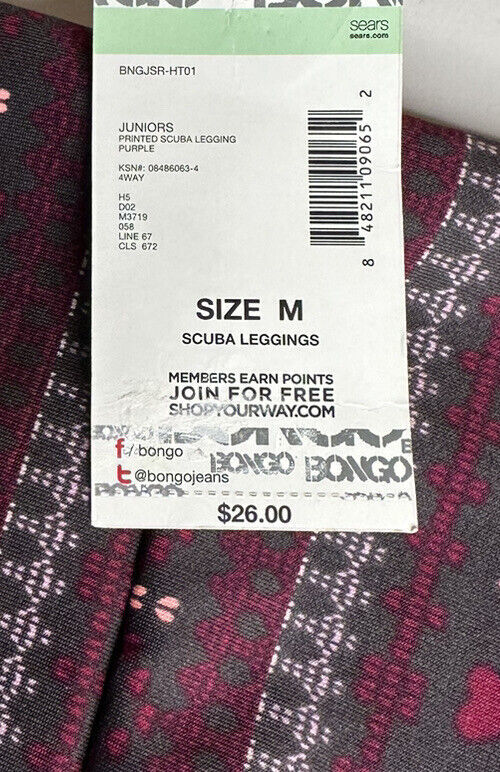 sears
sears.com
BNGJSR-HT01
JUNIORS
PRINTED SCUBA LEGGING
PURPLE
KSN#: 08486063-4
4WAY
H5
D02
M3719
058
LINE 67
CLS 672
8 48211 09065 2
SIZE M
SCUBA LEGGINGS
MEMBERS EARN POINTS
JOIN FOR FREE
SHOPYOURWAY.COM
f / bongo
t @bongojeans
BONGO BONGO
$26.00